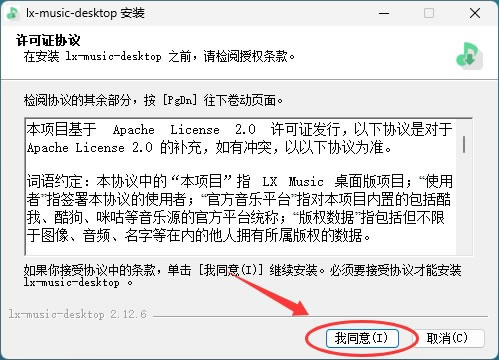 lx-music-desktop 安装
许可证协议
在安装 lx-music-desktop 之前,请检阅授权条款。
检阅协议的其余部分,按 [PgDn] 往下卷动页面。
本项目基于 Apache License 2.0 许可证发行,以下协议是对于
Apache License 2.0 的补充,如有冲突,以以下协议为准。
词语约定:本协议中的“本项目”指 LX Music 桌面版项目;“使用
者”指签署本协议的使用者;“官方音乐平台”指对本项目内置的包括酷
我、酷狗、咪咕等音乐源的官方平台统称;“版权数据”指包括但不限
于图像、音频、名字等在内的他人拥有所属版权的数据。
如果你接受协议中的条款,单击 [我同意(I)] 继续安装。必须要接受协议才能安装
lx-music-desktop 。
lx-music-desktop 2.12.6
我同意(I)
取消(C)